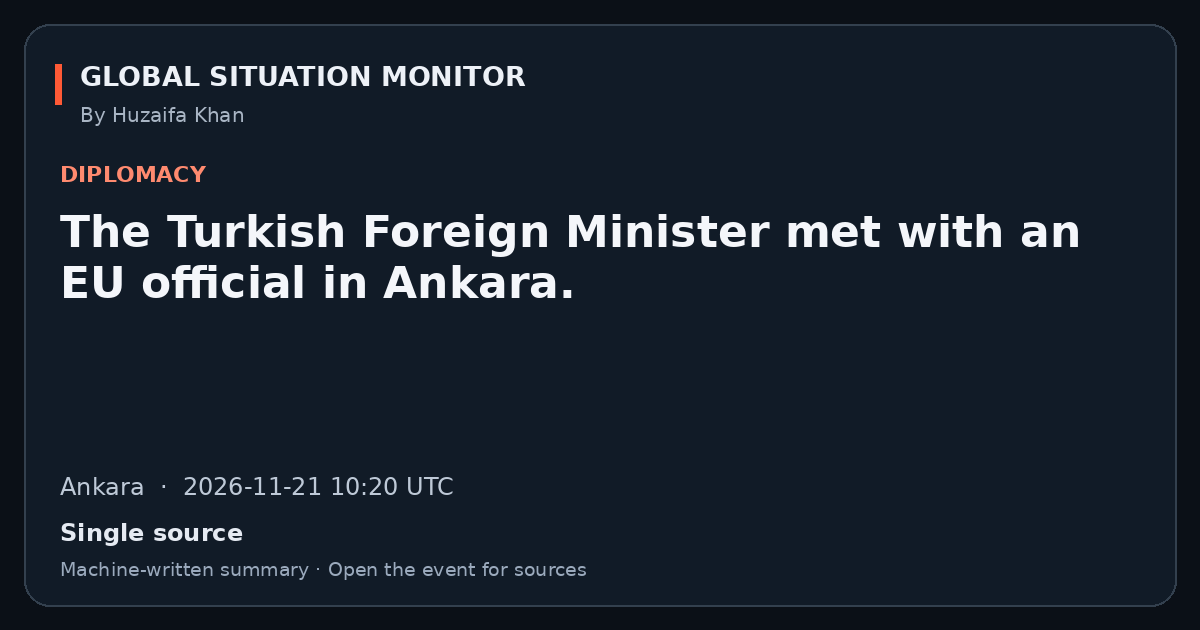 GLOBAL SITUATION MONITOR
By Huzaifa Khan
DIPLOMACY
The Turkish Foreign Minister met with an
EU official in Ankara.
Ankara · 2026-11-21 10:20 UTC
Single source
Machine-written summary · Open the event for sources